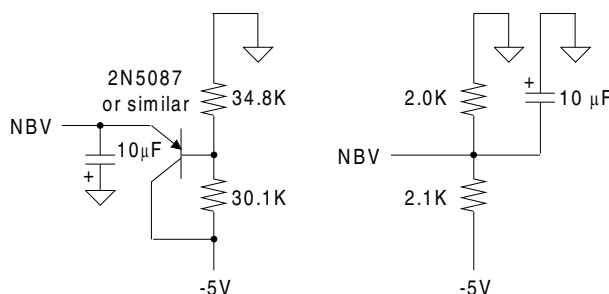 2N5087
or similar
34.8K
NBV
10μF
+
30.1K
-5V
+
2.0K
10 μF
NBV
2.1K
-5V